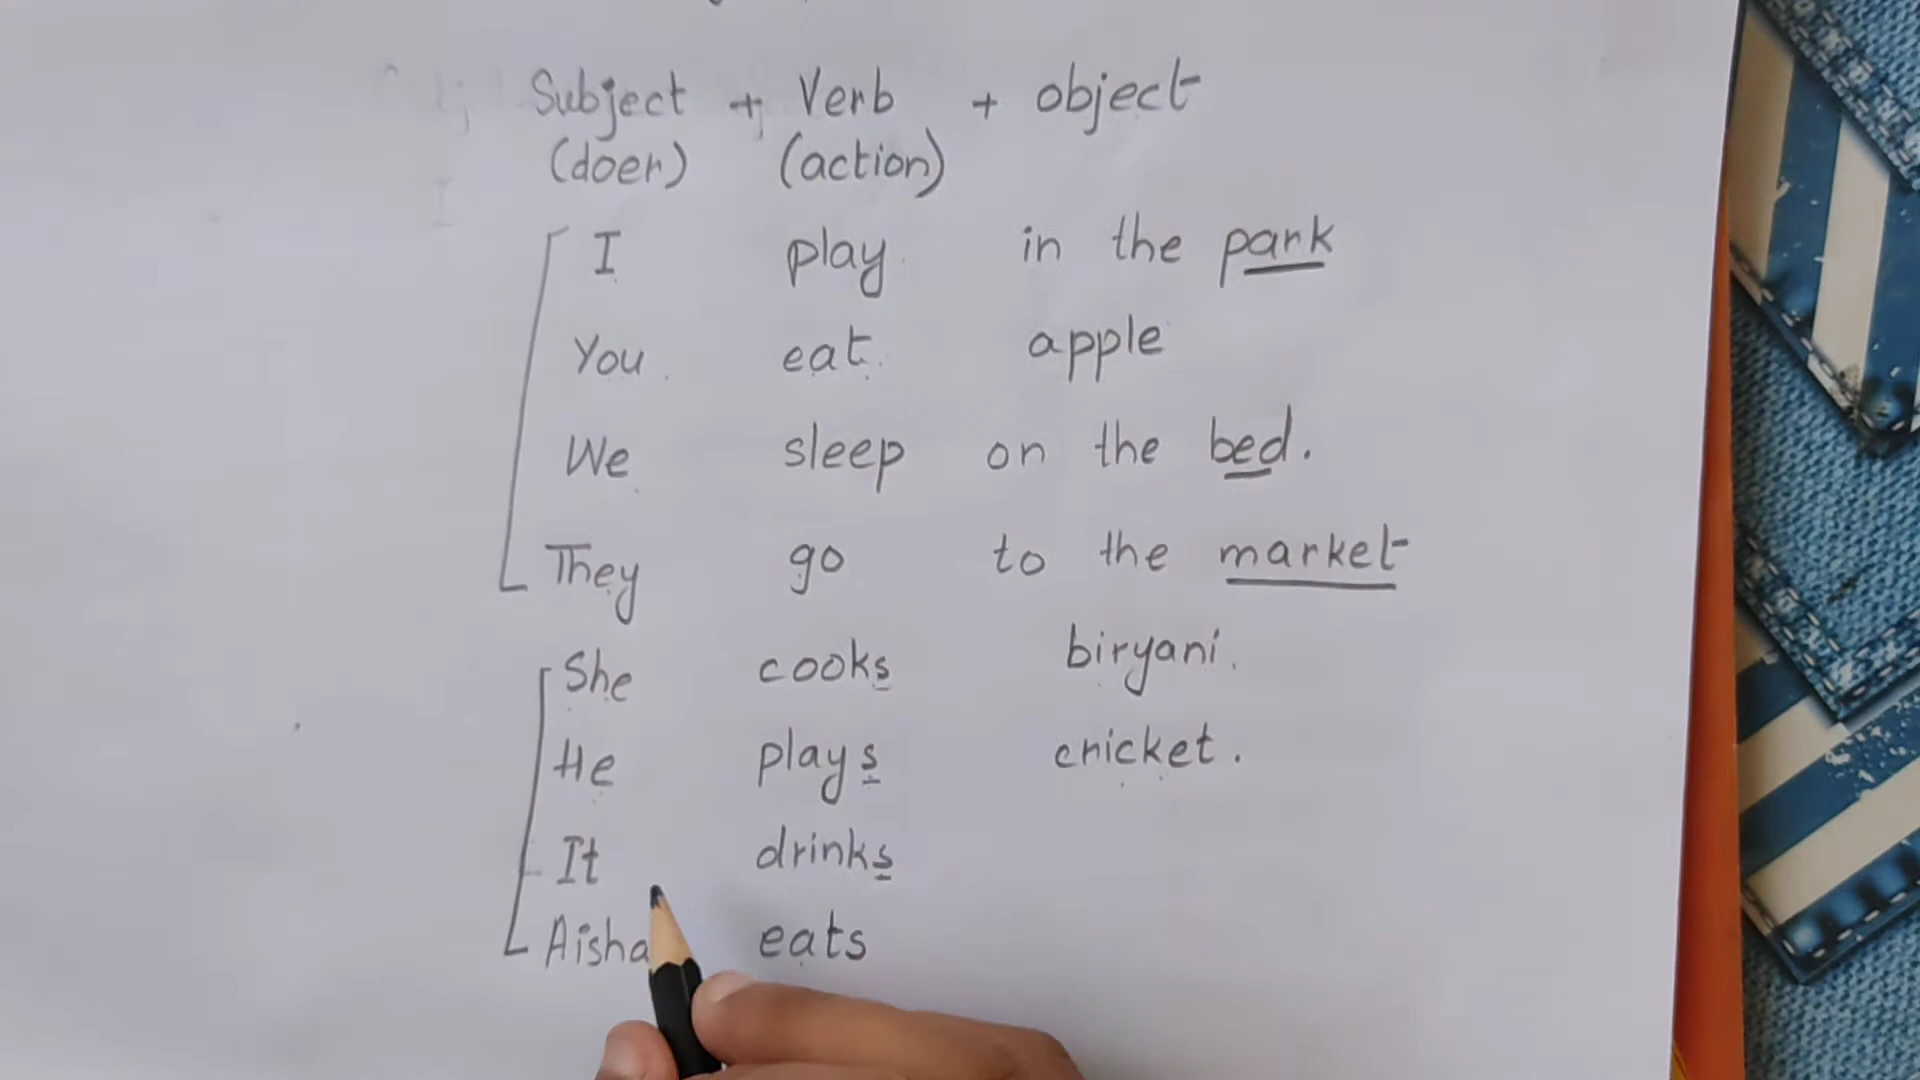 Subject + Verb + object
(doer) (action)
I play in the park
You eat apple
We sleep on the bed.
They go to the market
She cooks biryani.
He plays cricket.
It drinks
Aisha eats